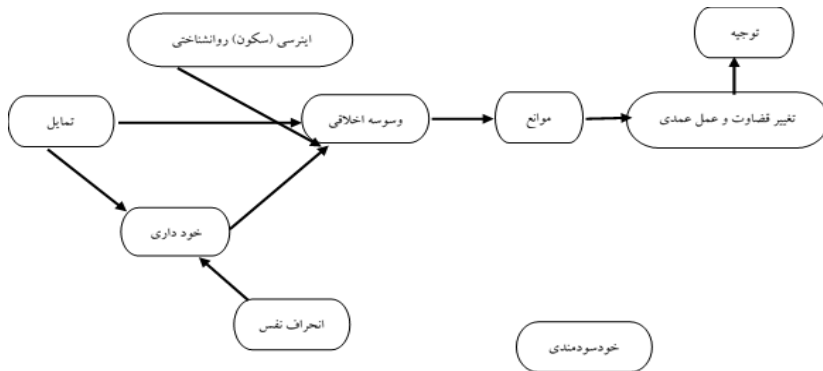 توجیه
اینرسی (سکون) روانشناختی
تمایل
وسوسه اخلاقی
موانع
تغییر قضاوت و عمل عمدی
خود داری
انحراف نفس
خودسودمندی